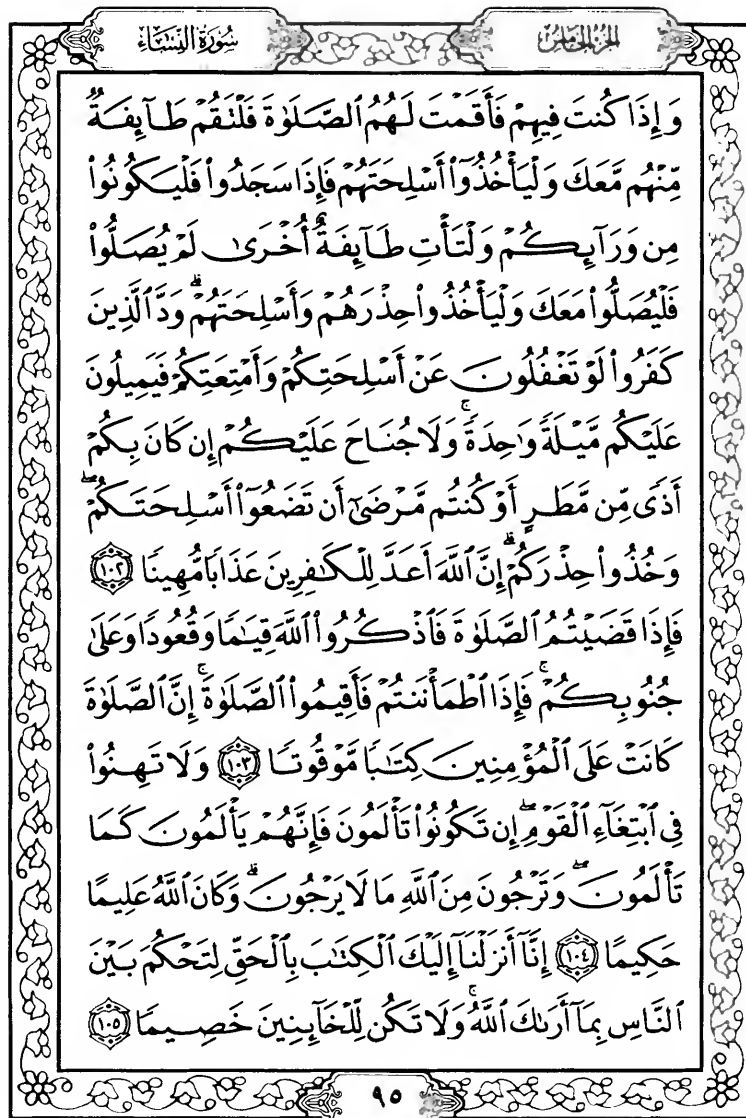 سُورَةُ النِّسَاءِ
الجزء الخامس
وَإِذَا كُنتَ فِيهِمْ فَأَقَمْتَ لَهُمُ ٱلصَّلَوٰةَ فَلْتَقُمْ طَآئِفَةٌ
مِّنْهُم مَّعَكَ وَلْيَأْخُذُوٓا۟ أَسْلِحَتَهُمْ فَإِذَا سَجَدُوا۟ فَلْيَكُونُوا۟
مِن وَرَآئِكُمْ وَلْتَأْتِ طَآئِفَةٌ أُخْرَىٰ لَمْ يُصَلُّوا۟
فَلْيُصَلُّوا۟ مَعَكَ وَلْيَأْخُذُوا۟ حِذْرَهُمْ وَأَسْلِحَتَهُمْ ۗ وَدَّ ٱلَّذِينَ
كَفَرُوا۟ لَوْ تَغْفُلُونَ عَنْ أَسْلِحَتِكُمْ وَأَمْتِعَتِكُمْ فَيَمِيلُونَ
عَلَيْكُم مَّيْلَةً وَٰحِدَةً ۚ وَلَا جُنَاحَ عَلَيْكُمْ إِن كَانَ بِكُمْ
أَذًى مِّن مَّطَرٍ أَوْ كُنتُم مَّرْضَىٰٓ أَن تَضَعُوٓا۟ أَسْلِحَتَكُمْ ۖ
وَخُذُوا۟ حِذْرَكُمْ ۗ إِنَّ ٱللَّهَ أَعَدَّ لِلْكَٰفِرِينَ عَذَابًا مُّهِينًا ١٠٢
فَإِذَا قَضَيْتُمُ ٱلصَّلَوٰةَ فَٱذْكُرُوا۟ ٱللَّهَ قِيَٰمًا وَقُعُودًا وَعَلَىٰ
جُنُوبِكُمْ ۚ فَإِذَا ٱطْمَأْنَنتُمْ فَأَقِيمُوا۟ ٱلصَّلَوٰةَ ۚ إِنَّ ٱلصَّلَوٰةَ
كَانَتْ عَلَى ٱلْمُؤْمِنِينَ كِتَٰبًا مَّوْقُوتًا ١٠٣ وَلَا تَهِنُوا۟
فِى ٱبْتِغَآءِ ٱلْقَوْمِ ۖ إِن تَكُونُوا۟ تَأْلَمُونَ فَإِنَّهُمْ يَأْلَمُونَ كَمَا
تَأْلَمُونَ ۖ وَتَرْجُونَ مِنَ ٱللَّهِ مَا لَا يَرْجُونَ ۗ وَكَانَ ٱللَّهُ عَلِيمًا
حَكِيمًا ١٠٤ إِنَّآ أَنزَلْنَآ إِلَيْكَ ٱلْكِتَٰبَ بِٱلْحَقِّ لِتَحْكُمَ بَيْنَ
ٱلنَّاسِ بِمَآ أَرَىٰكَ ٱللَّهُ ۚ وَلَا تَكُن لِّلْخَآئِنِينَ خَصِيمًا ١٠٥
٩٥